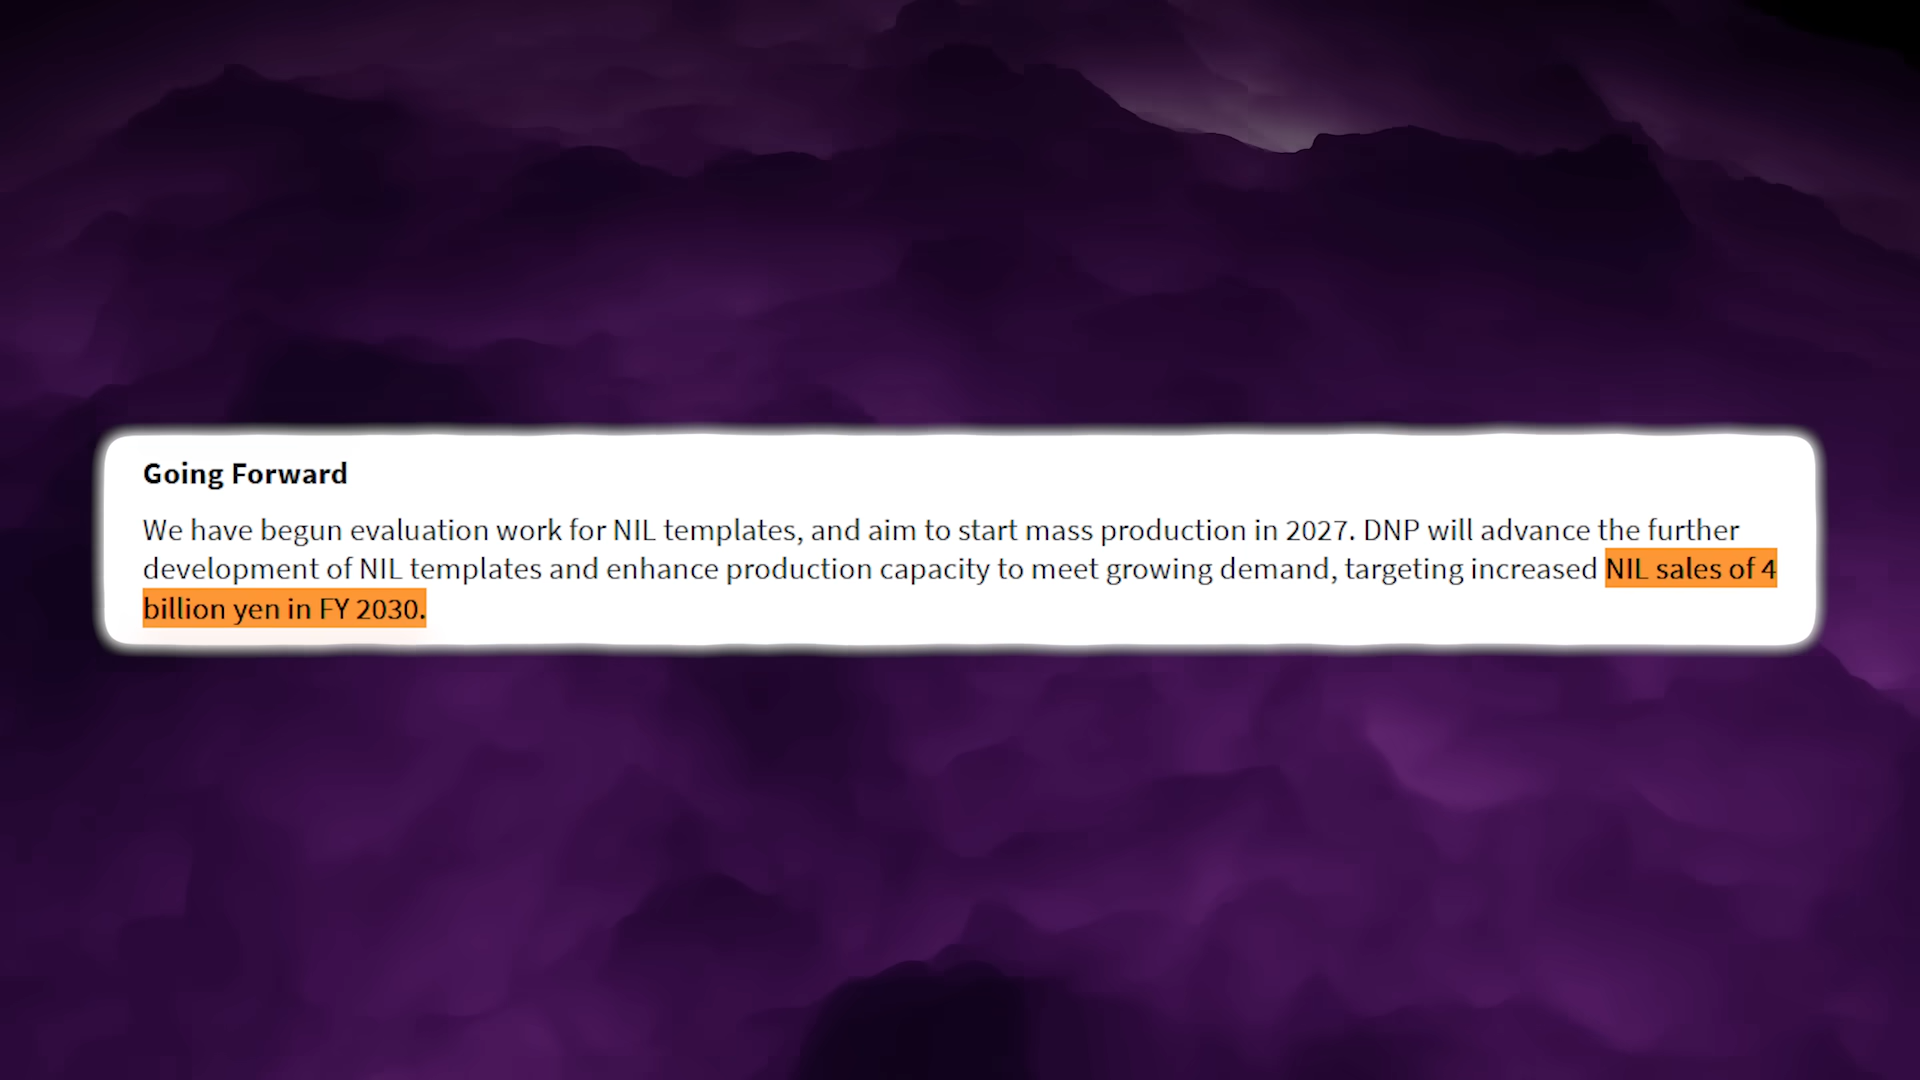 Going Forward
We have begun evaluation work for NIL templates, and aim to start mass production in 2027. DNP will advance the further
development of NIL templates and enhance production capacity to meet growing demand, targeting increased NIL sales of 4
billion yen in FY 2030.